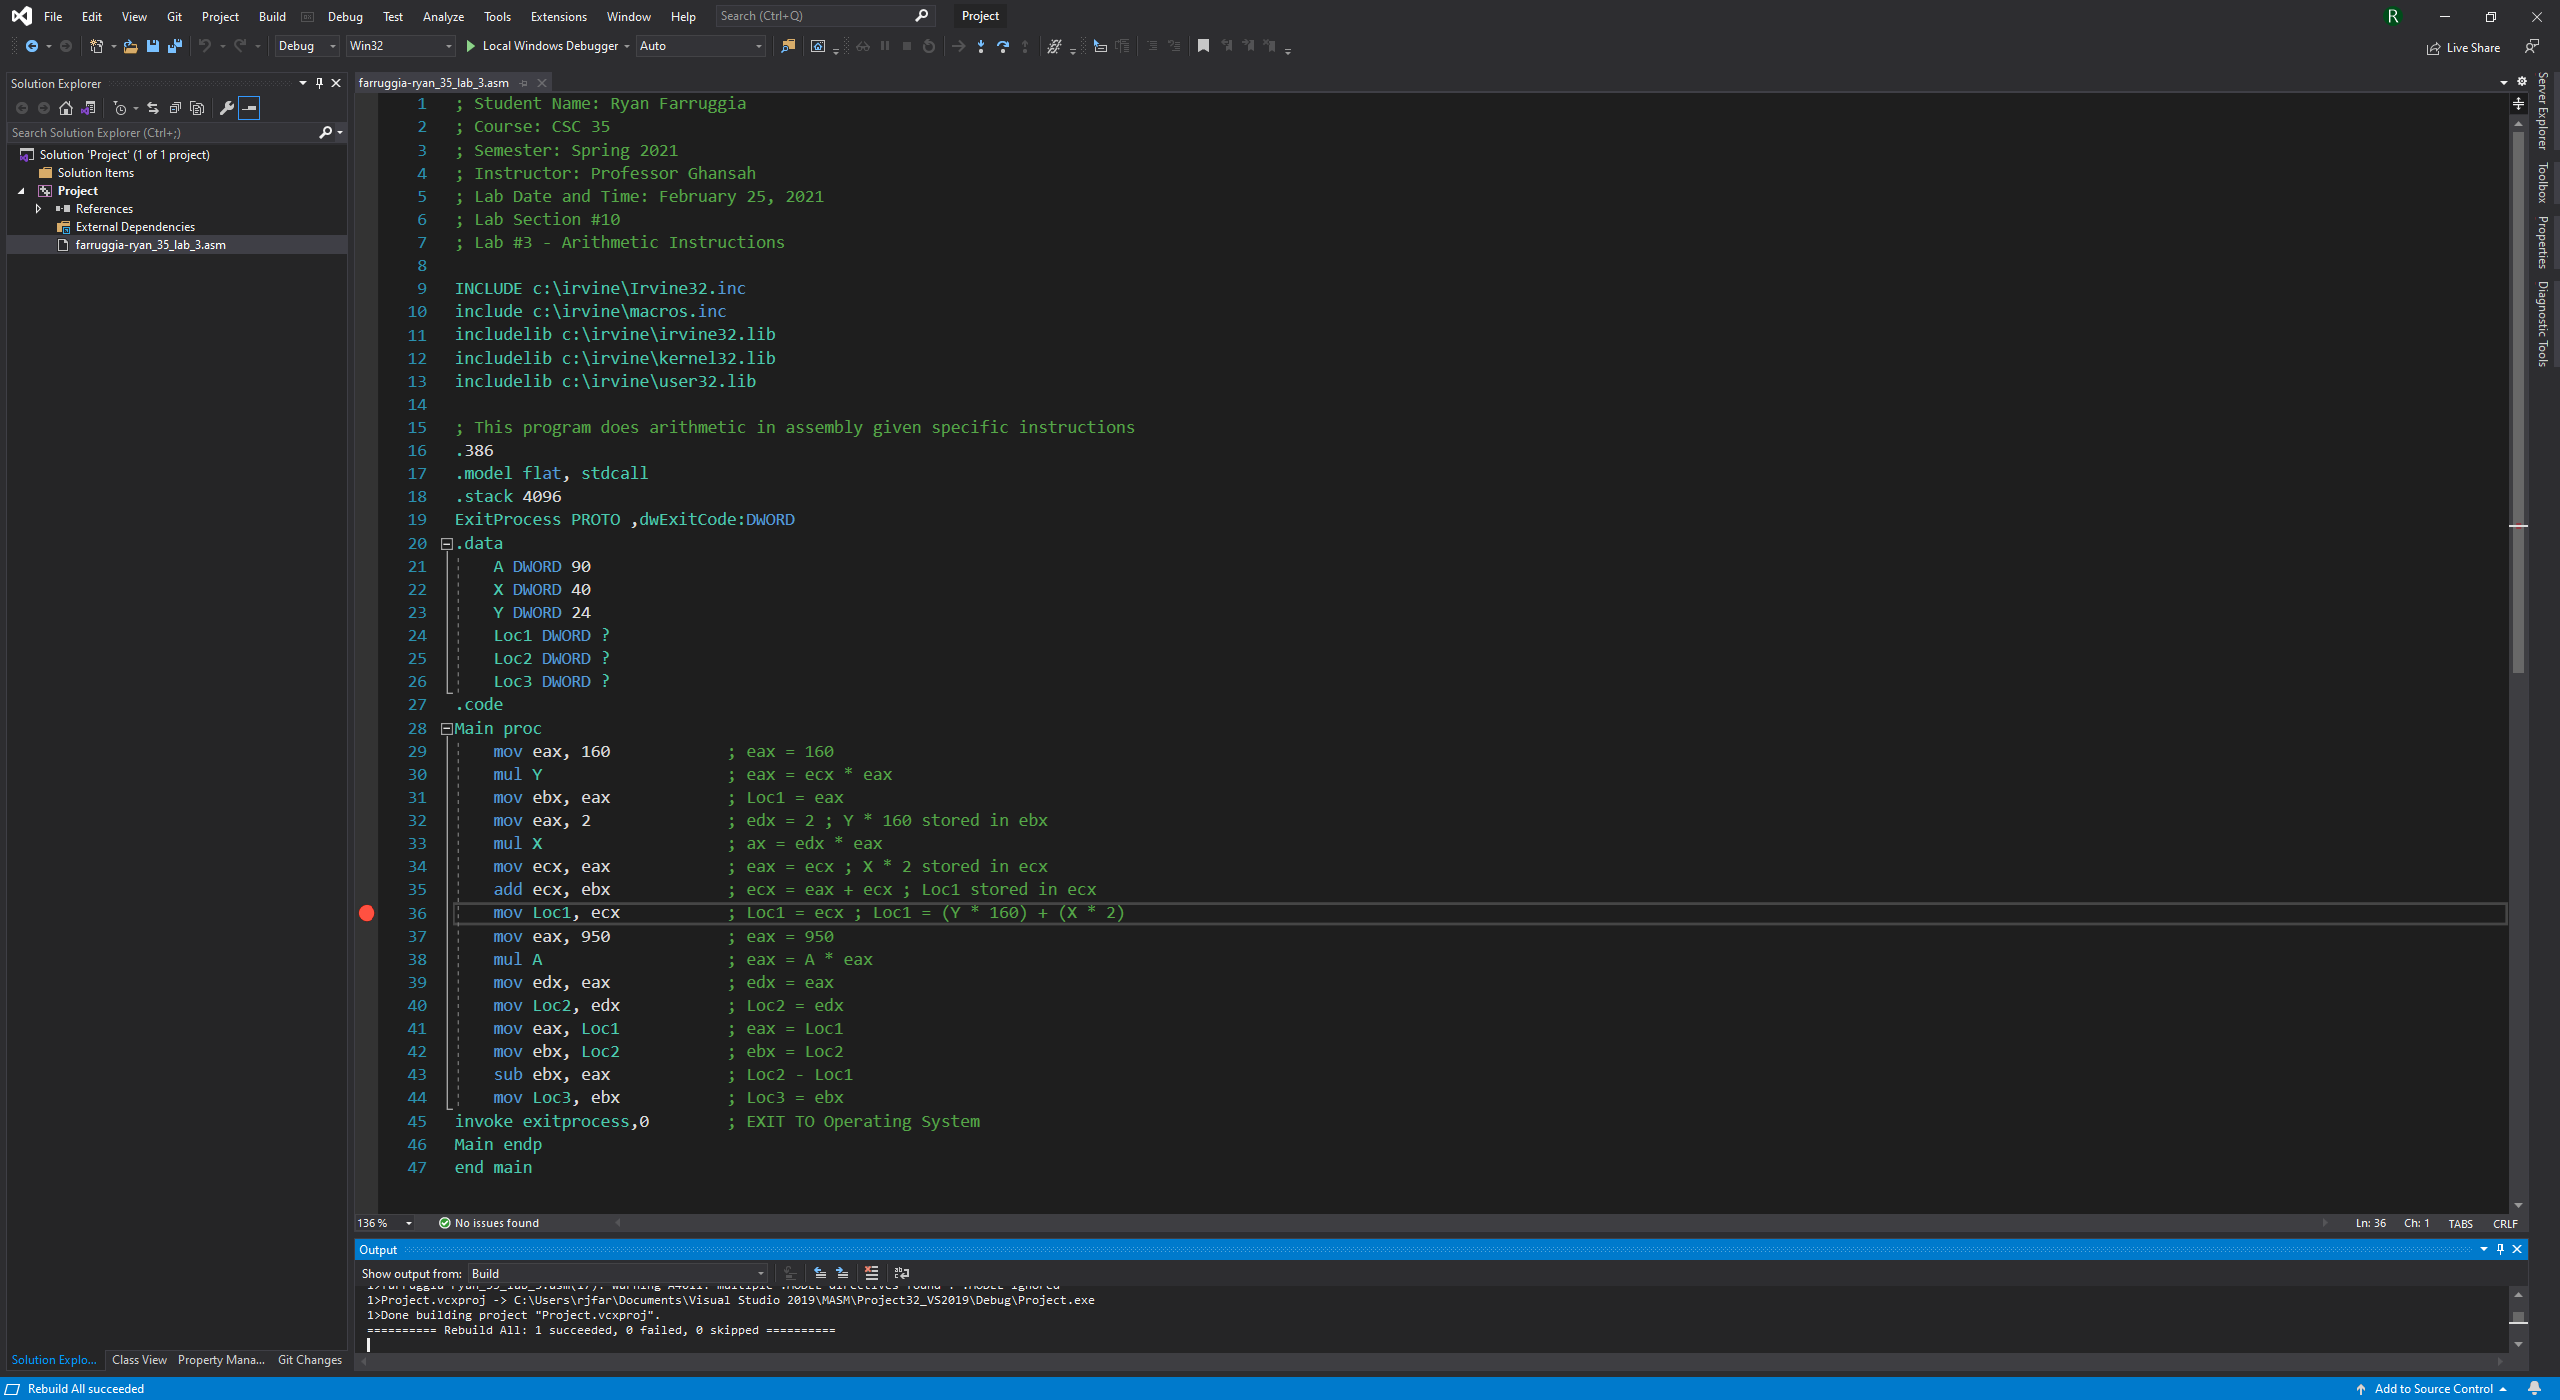 File Edit View Git Project Build Debug Test Analyze Tools Extensions Window Help Search (Ctrl+Q) Project R
Debug Win32 Local Windows Debugger Auto Live Share
Solution Explorer
Search Solution Explorer (Ctrl+;)
Solution 'Project' (1 of 1 project)
Solution Items
Project
References
External Dependencies
farruggia-ryan_35_lab_3.asm
Solution Explo... Class View Property Mana... Git Changes
farruggia-ryan_35_lab_3.asm
1 ; Student Name: Ryan Farruggia
2 ; Course: CSC 35
3 ; Semester: Spring 2021
4 ; Instructor: Professor Ghansah
5 ; Lab Date and Time: February 25, 2021
6 ; Lab Section #10
7 ; Lab #3 - Arithmetic Instructions
8
9 INCLUDE c:\irvine\Irvine32.inc
10 include c:\irvine\macros.inc
11 includelib c:\irvine\irvine32.lib
12 includelib c:\irvine\kernel32.lib
13 includelib c:\irvine\user32.lib
14
15 ; This program does arithmetic in assembly given specific instructions
16 .386
17 .model flat, stdcall
18 .stack 4096
19 ExitProcess PROTO ,dwExitCode:DWORD
20 .data
21 A DWORD 90
22 X DWORD 40
23 Y DWORD 24
24 Loc1 DWORD ?
25 Loc2 DWORD ?
26 Loc3 DWORD ?
27 .code
28 Main proc
29 mov eax, 160 ; eax = 160
30 mul Y ; eax = ecx * eax
31 mov ebx, eax ; Loc1 = eax
32 mov eax, 2 ; edx = 2 ; Y * 160 stored in ebx
33 mul X ; ax = edx * eax
34 mov ecx, eax ; eax = ecx ; X * 2 stored in ecx
35 add ecx, ebx ; ecx = eax + ecx ; Loc1 stored in ecx
36 mov Loc1, ecx ; Loc1 = ecx ; Loc1 = (Y * 160) + (X * 2)
37 mov eax, 950 ; eax = 950
38 mul A ; eax = A * eax
39 mov edx, eax ; edx = eax
40 mov Loc2, edx ; Loc2 = edx
41 mov eax, Loc1 ; eax = Loc1
42 mov ebx, Loc2 ; ebx = Loc2
43 sub ebx, eax ; Loc2 - Loc1
44 mov Loc3, ebx ; Loc3 = ebx
45 invoke exitprocess,0 ; EXIT TO Operating System
46 Main endp
47 end main
136 % No issues found Ln: 36 Ch: 1 TABS CRLF
Output
Show output from: Build
1>farruggia-ryan_35_lab_3.asm(17): warning A4011: multiple .MODEL directives found : .MODEL ignored
1>Project.vcxproj -> C:\Users\rjfar\Documents\Visual Studio 2019\MASM\Project32_VS2019\Debug\Project.exe
1>Done building project "Project.vcxproj".
========== Rebuild All: 1 succeeded, 0 failed, 0 skipped ==========
Server Explorer
Toolbox
Properties
Diagnostic Tools
Rebuild All succeeded Add to Source Control